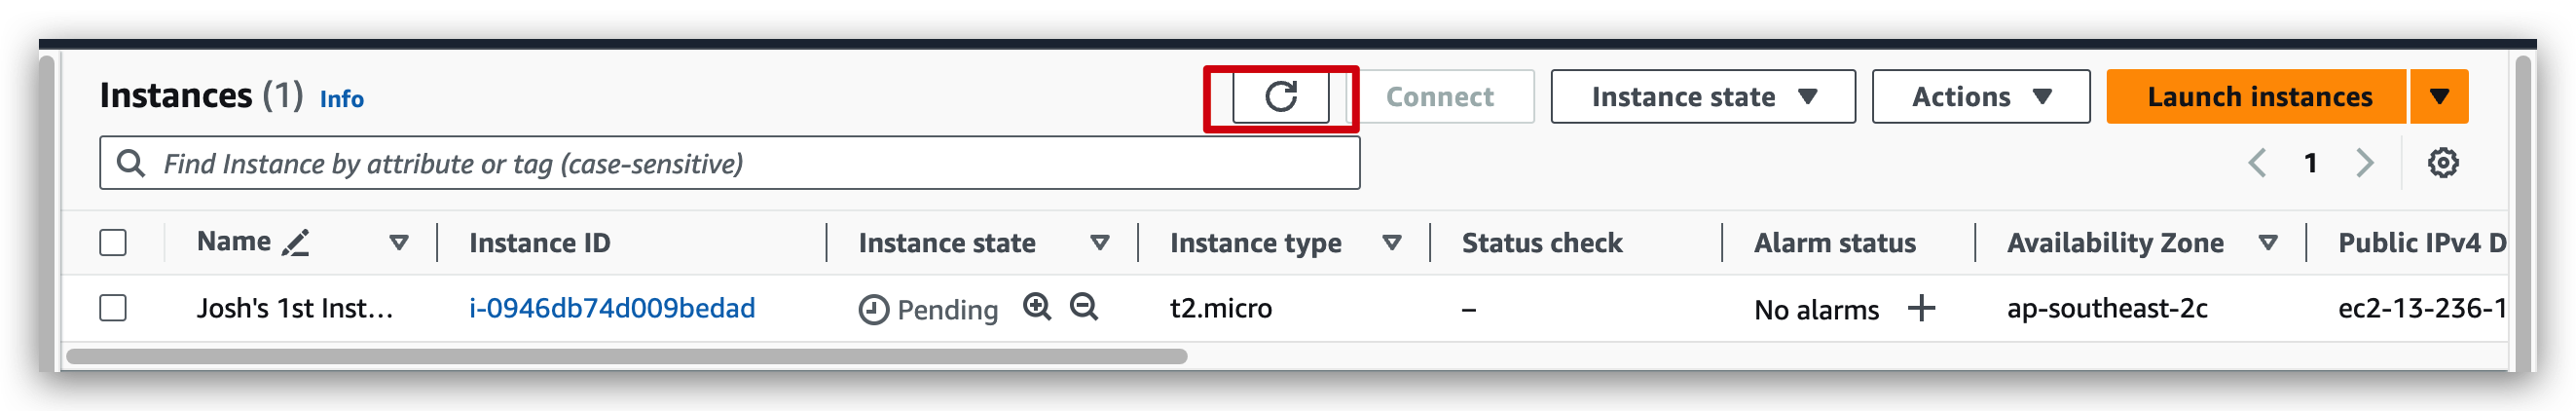 Instances (1) Info Connect Instance state Actions Launch instances
Find Instance by attribute or tag (case-sensitive) 1
Name Instance ID Instance state Instance type Status check Alarm status Availability Zone Public IPv4 D
Josh's 1st Inst... i-0946db74d009bedad Pending t2.micro – No alarms + ap-southeast-2c ec2-13-236-1